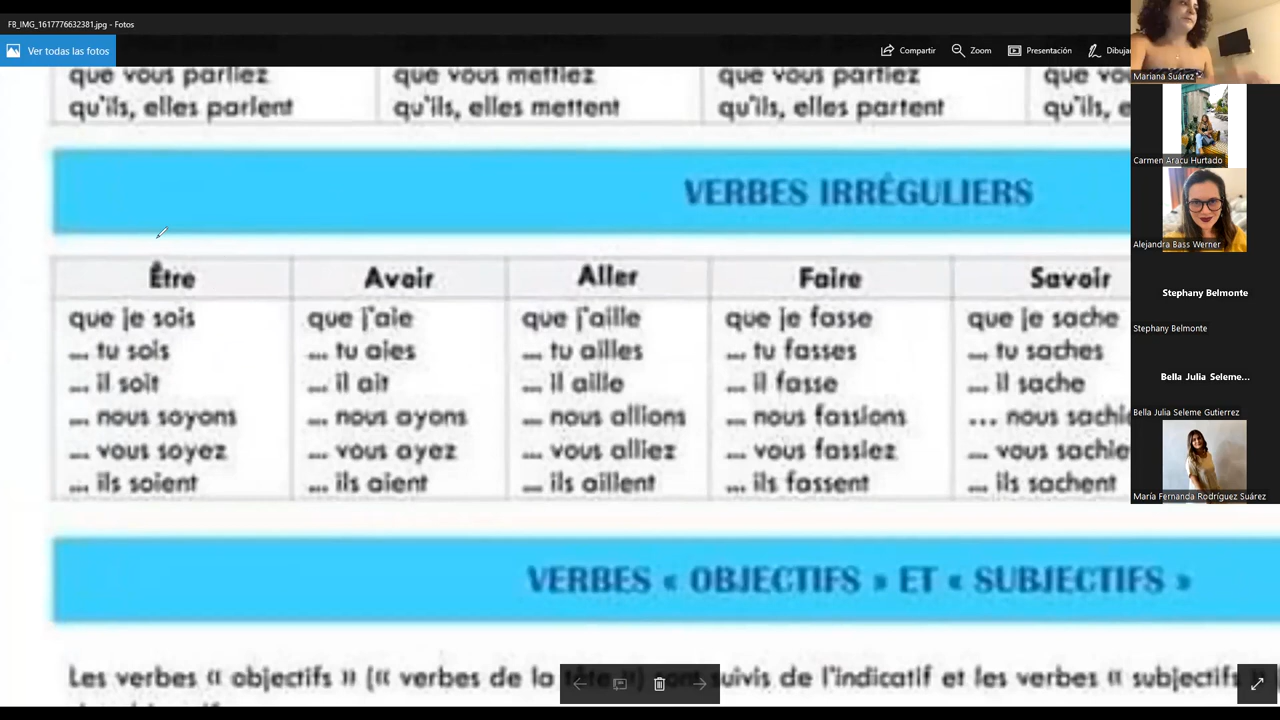 FB_IMG_1617776632381.jpg - Fotos
Ver todas las fotos
Compartir Zoom Presentación Dibujar
que vous parliez que vous mettiez que vous partiez
qu'ils, elles parlent qu'ils, elles mettent qu'ils, elles partent
VERBES IRRÉGULIERS
Être Avoir Aller Faire Savoir
que je sois que j'aie que j'aille que je fasse que je sache
... tu sois ... tu aies ... tu ailles ... tu fasses ... tu saches
... il soit ... il ait ... il aille ... il fasse ... il sache
... nous soyons ... nous ayons ... nous allions ... nous fassions ... nous
... vous soyez ... vous ayez ... vous alliez ... vous fassiez ... vous
... ils soient ... ils aient ... ils aillent ... ils fassent ... ils sachent
VERBES « OBJECTIFS » ET « SUBJECTIFS »
Les verbes « objectifs » (« verbes de la suivis de l'indicatif et les verbes « subjectifs »
Mariana Suárez
Carmen Aracu Hurtado
Alejandra Bass Werner
Stephany Belmonte
Stephany Belmonte
Bella Julia Seleme...
Bella Julia Seleme Gutierrez
María Fernanda Rodríguez Suárez